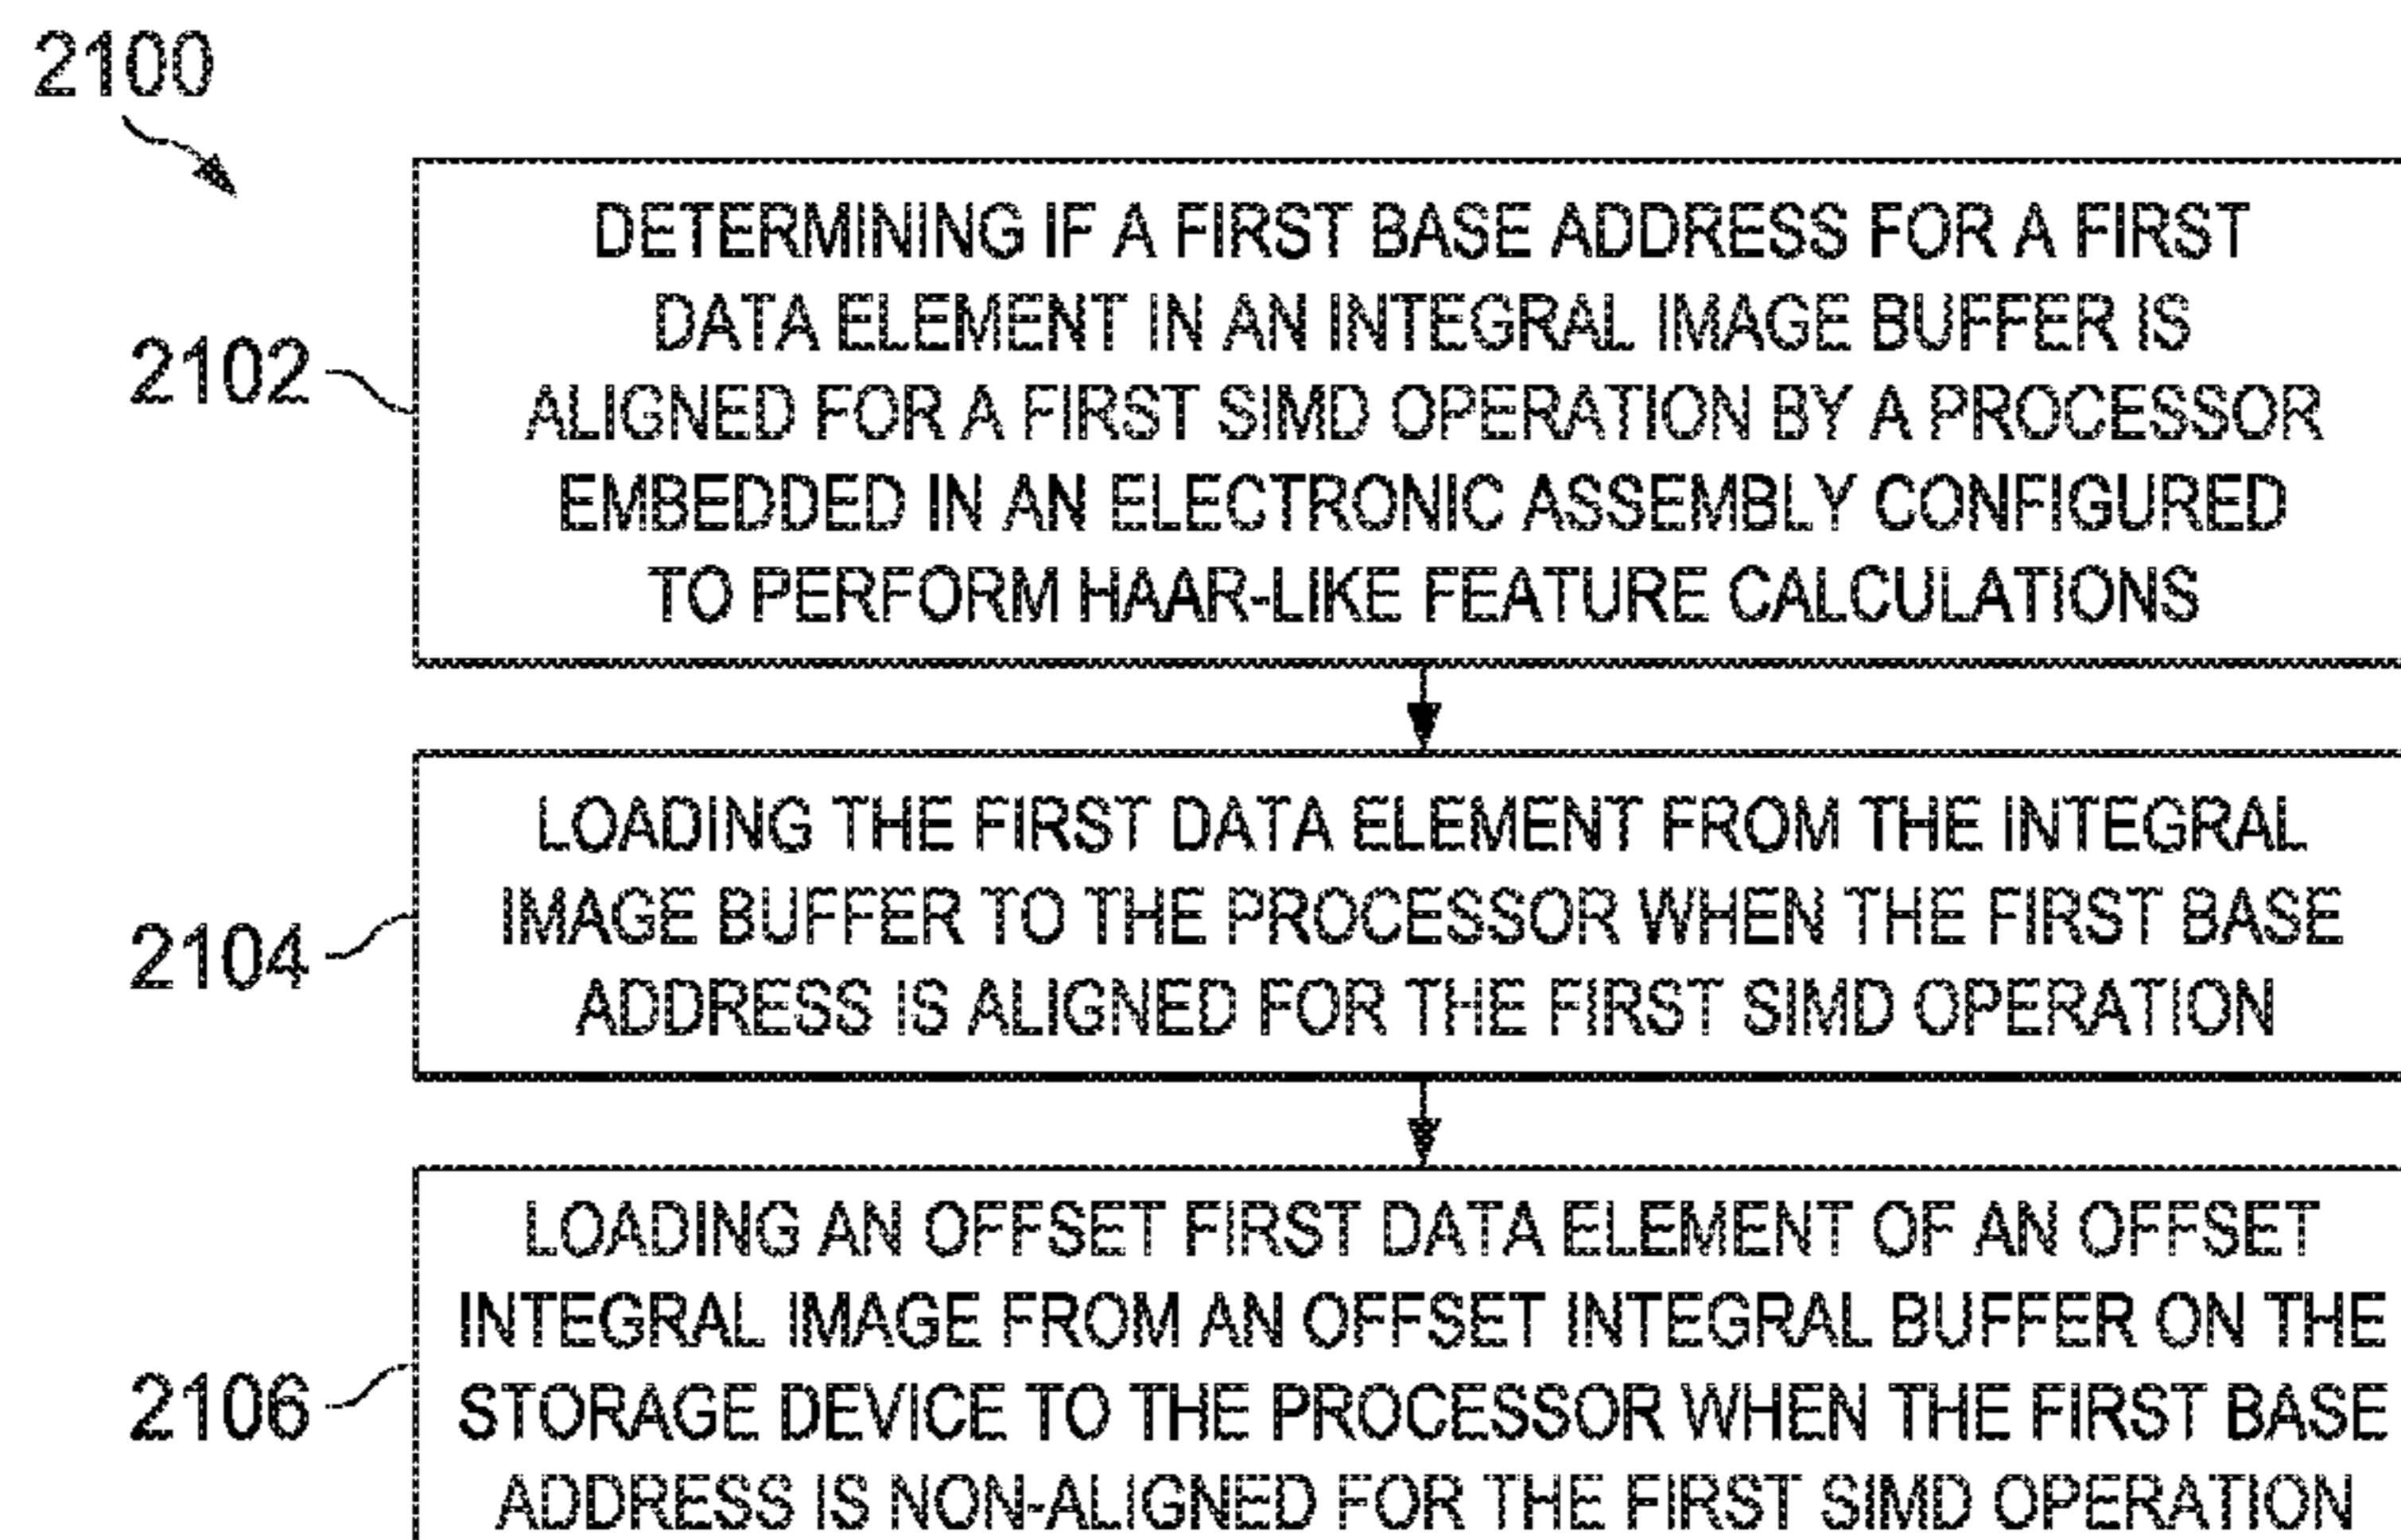 2100
DETERMINING IF A FIRST BASE ADDRESS FOR A FIRST
DATA ELEMENT IN AN INTEGRAL IMAGE BUFFER IS
2102
ALIGNED FOR A FIRST SIMD OPERATION BY A PROCESSOR
EMBEDDED IN AN ELECTRONIC ASSEMBLY CONFIGURED
TO PERFORM HAAR-LIKE FEATURE CALCULATIONS
LOADING THE FIRST DATA ELEMENT FROM THE INTEGRAL
IMAGE BUFFER TO THE PROCESSOR WHEN THE FIRST BASE
2104
ADDRESS IS ALIGNED FOR THE FIRST SIMD OPERATION
LOADING AN OFFSET FIRST DATA ELEMENT OF AN OFFSET
INTEGRAL IMAGE FROM AN OFFSET INTEGRAL BUFFER ON THE
2106
STORAGE DEVICE TO THE PROCESSOR WHEN THE FIRST BASE
ADDRESS IS NON-ALIGNED FOR THE FIRST SIMD OPERATION